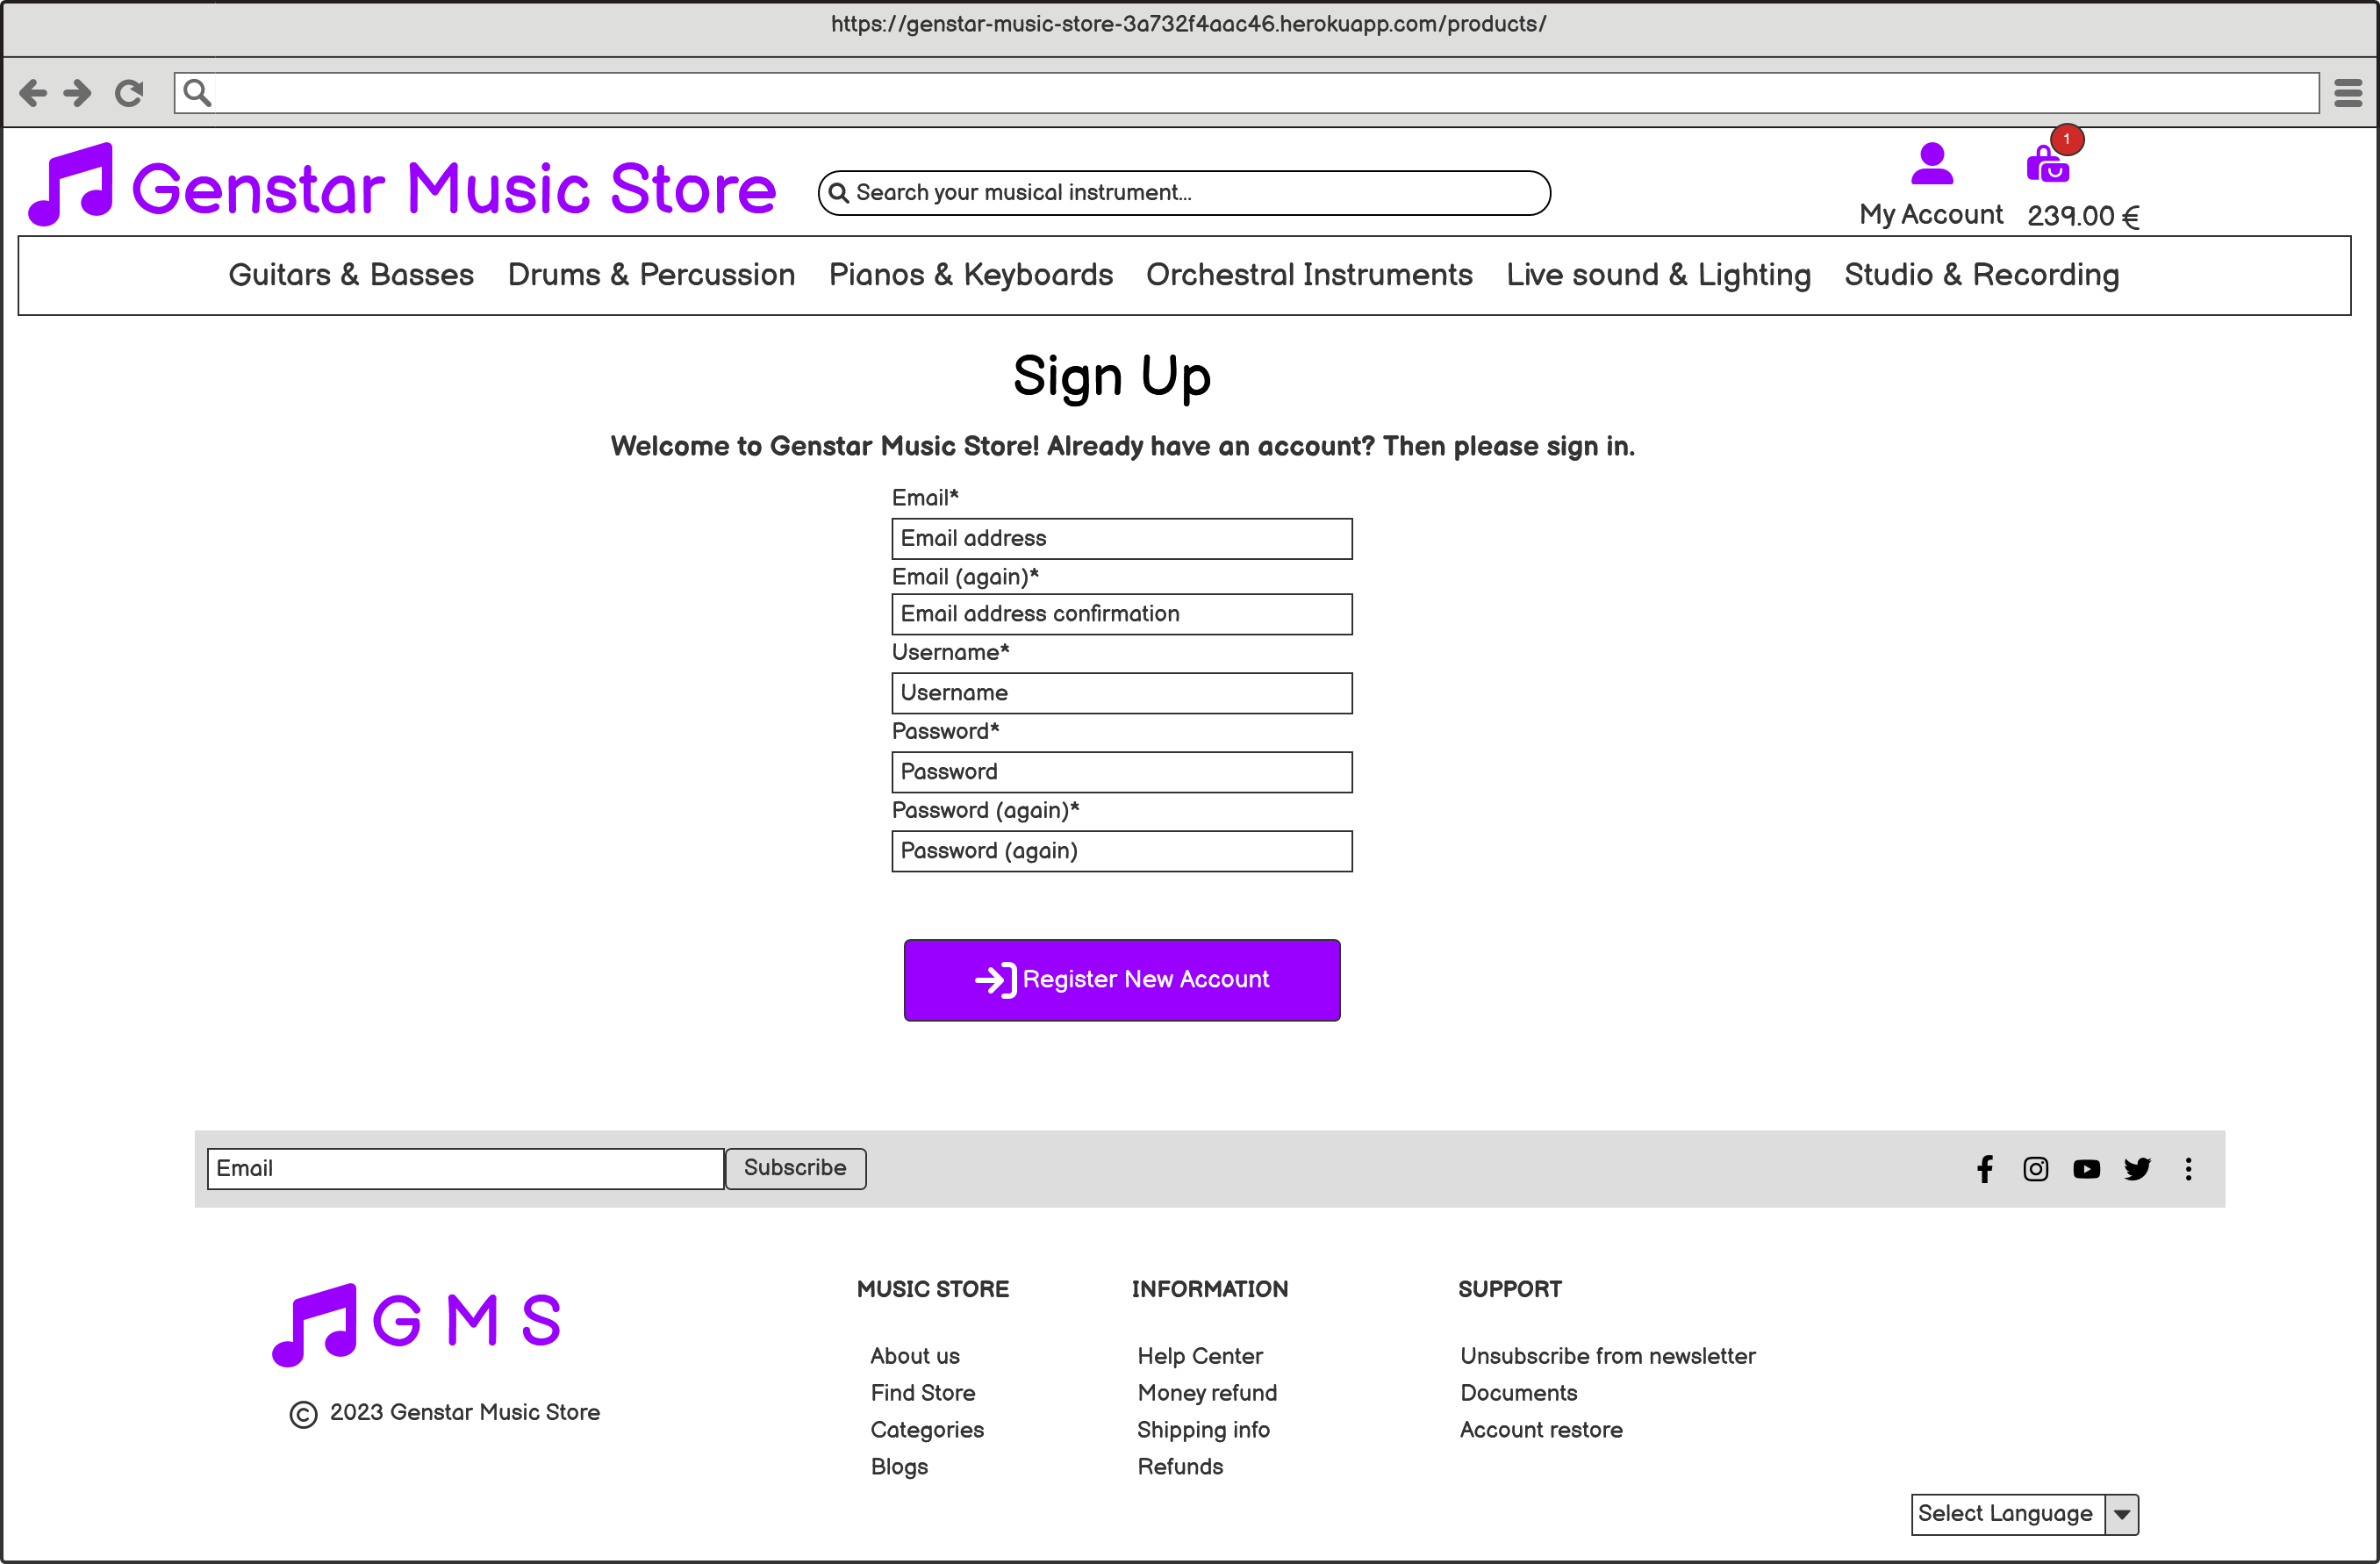 https://genstar-music-store-3a732f4aac46.herokuapp.com/products/
1
Genstar Music Store
Search your musical instrument...
My Account 239.00 €
Guitars & Basses Drums & Percussion Pianos & Keyboards Orchestral Instruments Live sound & Lighting Studio & Recording
Sign Up
Welcome to Genstar Music Store! Already have an account? Then please sign in.
Email*
Email address
Email (again)*
Email address confirmation
Username*
Username
Password*
Password
Password (again)*
Password (again)
Register New Account
Email Subscribe
G M S
© 2023 Genstar Music Store
MUSIC STORE
About us
Find Store
Categories
Blogs
INFORMATION
Help Center
Money refund
Shipping info
Refunds
SUPPORT
Unsubscribe from newsletter
Documents
Account restore
Select Language